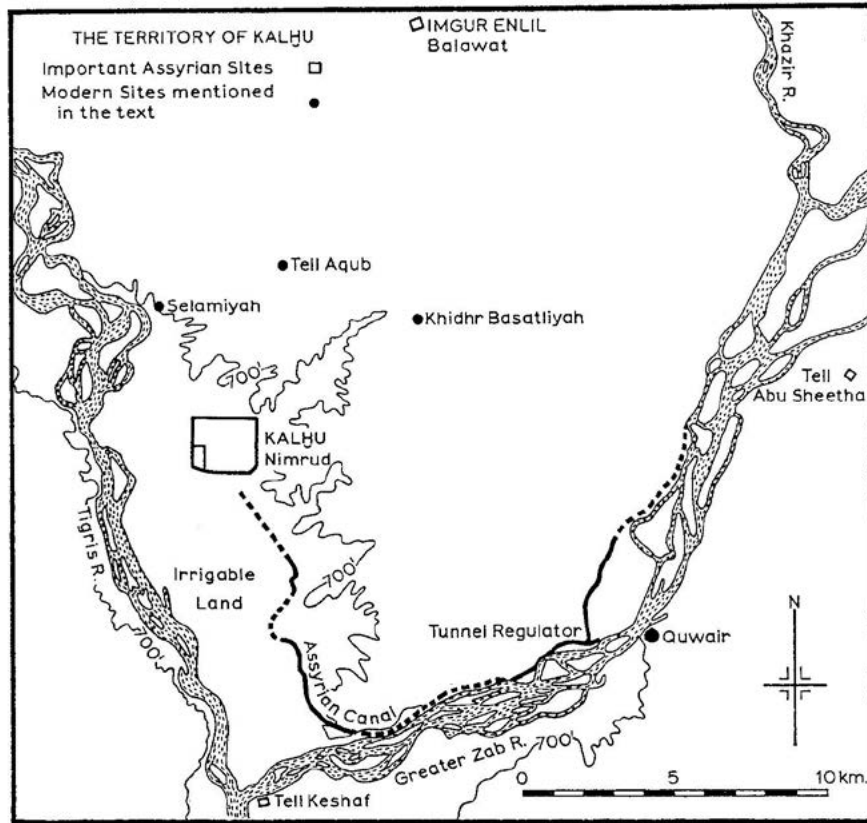 THE TERRITORY OF KALḪU
Important Assyrian Sites
Modern Sites mentioned
in the text
IMGUR ENLIL
Balawat
Khazir R.
Tell Aqub
Selamiyah
Khidhr Basatliyah
700'
Tell
Abu Sheetha
KALḪU
Nimrud
Tigris R.
700'
Irrigable
Land
700'
Tunnel Regulator
Quwair
N
Assyrian Canal
Greater Zab R.
700'
Tell Keshaf
0 5 10 km.